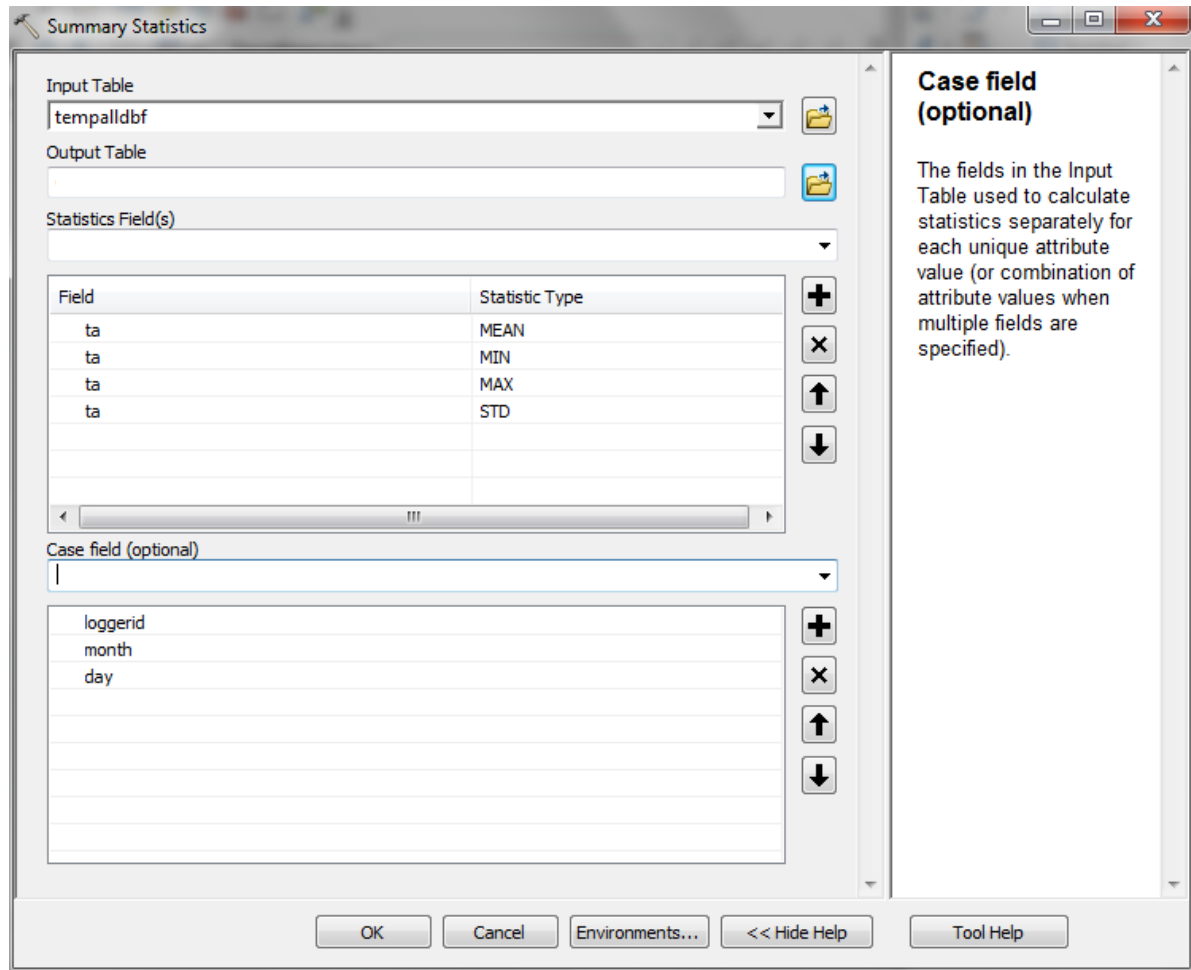 Summary Statistics
Input Table
tempalldbf
Output Table
Statistics Field(s)
Field Statistic Type
ta MEAN
ta MIN
ta MAX
ta STD
Case field (optional)
loggerid
month
day
OK Cancel Environments... << Hide Help Tool Help
Case field
(optional)
The fields in the Input
Table used to calculate
statistics separately for
each unique attribute
value (or combination of
attribute values when
multiple fields are
specified).